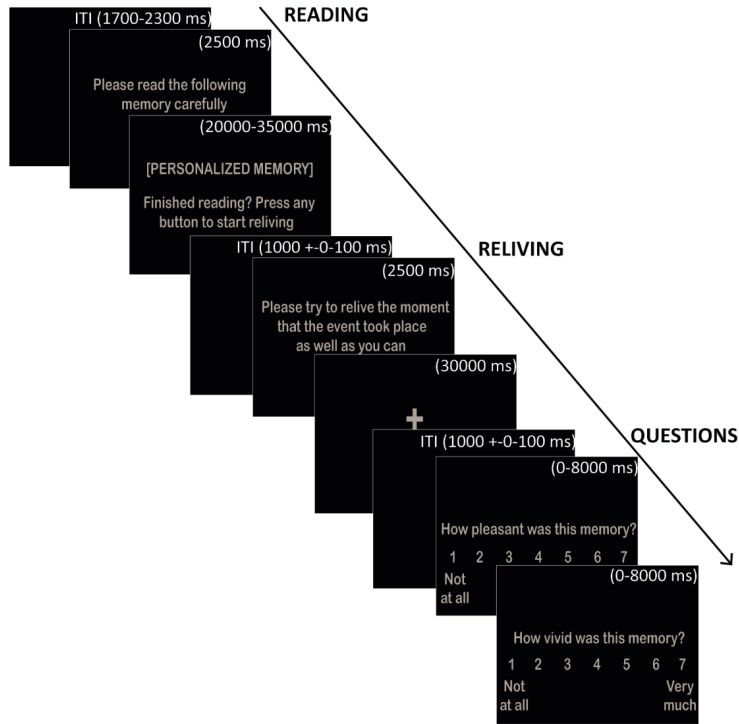 ITI (1700-2300 ms)
READING
(2500 ms)
Please read the following
memory carefully
(20000-35000 ms)
[PERSONALIZED MEMORY]
Finished reading? Press any
button to start reliving
ITI (1000 +-0-100 ms)
RELIVING
(2500 ms)
Please try to relive the moment
that the event took place
as well as you can
(30000 ms)
+
ITI (1000 +-0-100 ms)
QUESTIONS
(0-8000 ms)
How pleasant was this memory?
1 2 3 4 5 6 7
Not
at all
(0-8000 ms)
How vivid was this memory?
1 2 3 4 5 6 7
Not Very
at all much